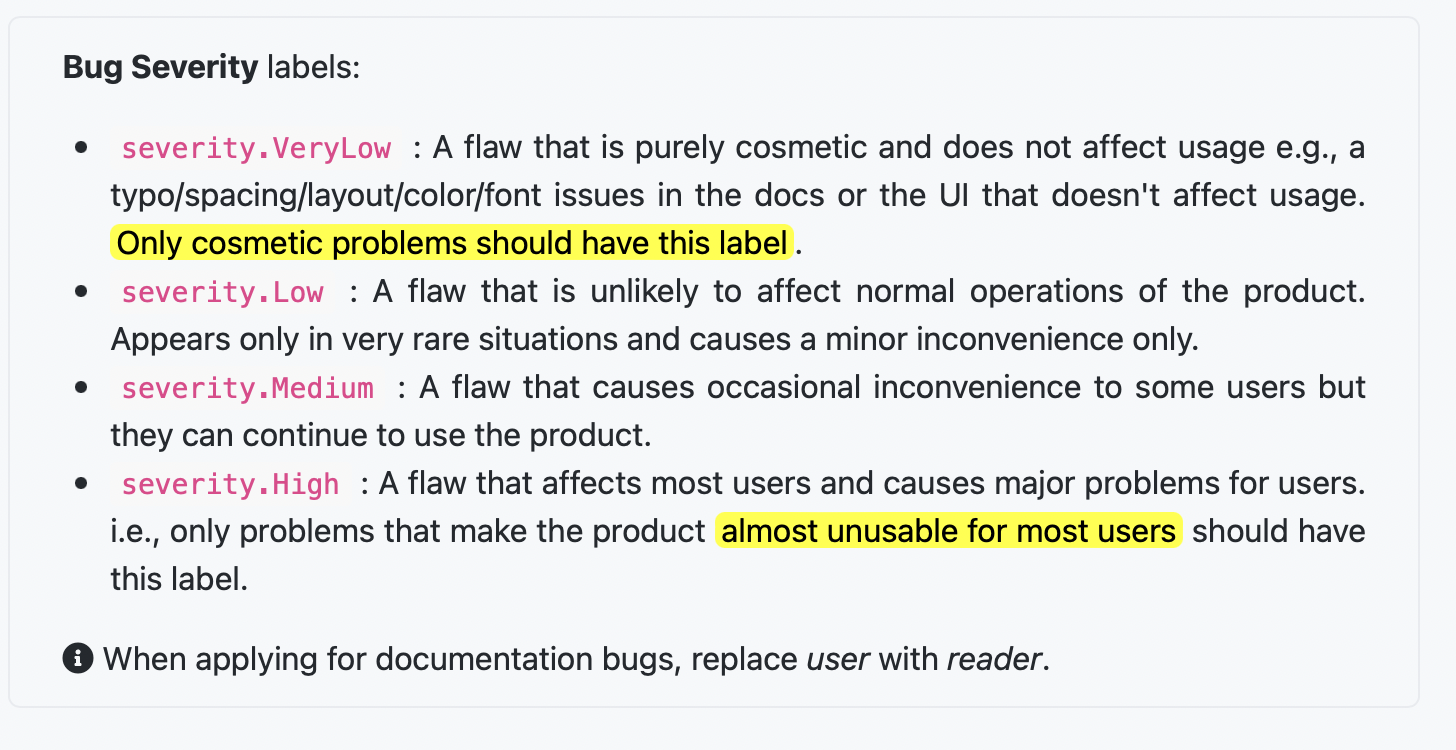 Bug Severity labels:
• severity.VeryLow : A flaw that is purely cosmetic and does not affect usage e.g., a
typo/spacing/layout/color/font issues in the docs or the UI that doesn't affect usage.
Only cosmetic problems should have this label.
• severity.Low : A flaw that is unlikely to affect normal operations of the product.
Appears only in very rare situations and causes a minor inconvenience only.
• severity.Medium : A flaw that causes occasional inconvenience to some users but
they can continue to use the product.
• severity.High : A flaw that affects most users and causes major problems for users.
i.e., only problems that make the product almost unusable for most users should have
this label.
When applying for documentation bugs, replace user with reader.